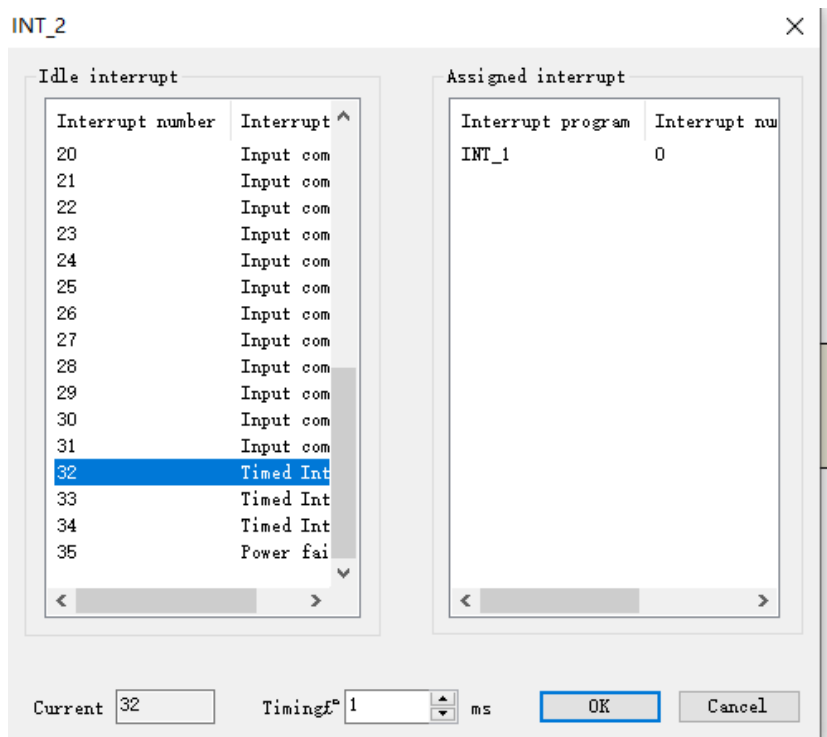 INT_2
Idle interrupt
Interrupt number Interrupt
20 Input com
21 Input com
22 Input com
23 Input com
24 Input com
25 Input com
26 Input com
27 Input com
28 Input com
29 Input com
30 Input com
31 Input com
32 Timed Int
33 Timed Int
34 Timed Int
35 Power fai
Assigned interrupt
Interrupt program Interrupt nu
INT_1 0
Current 32 Timing£º 1 ms OK Cancel